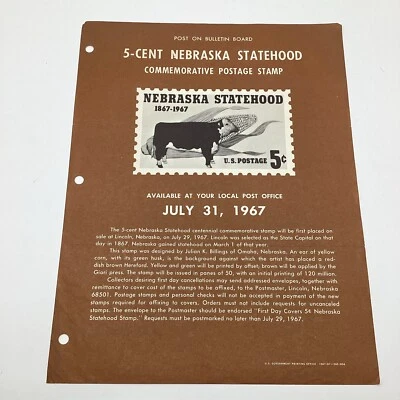 POST ON BULLETIN BOARD
5-CENT NEBRASKA STATEHOOD
COMMEMORATIVE POSTAGE STAMP
NEBRASKA STATEHOOD
1867-1967
U.S. POSTAGE 5¢
AVAILABLE AT YOUR LOCAL POST OFFICE
JULY 31, 1967
The 5-cent Nebraska Statehood centennial commemorative stamp will be first placed on
sale at Lincoln, Nebraska, on July 29, 1967. Lincoln was selected as the State Capital on that
day in 1867. Nebraska gained statehood on March 1 of that year.
This stamp was designed by Julian K. Billings of Omaha, Nebraska. An ear of yellow
corn, with its green husk, is the background against which the artist has placed a red-
dish brown Hereford. Yellow and green will be printed by offset; brown will be applied by the
Giori press. The stamp will be issued in panes of 50, with an initial printing of 120 million.
Collectors desiring first day cancellations may send addressed envelopes, together with
remittance to cover cost of the stamps to be affixed, to the Postmaster, Lincoln, Nebraska
68501. Postage stamps and personal checks will not be accepted in payment of the new
stamps required for affixing to covers. Orders must not include requests for uncanceled
stamps. The envelope to the Postmaster should be endorsed "First Day Covers 5¢ Nebraska
Statehood Stamp." Requests must be postmarked no later than July 29, 1967.
U.S. GOVERNMENT PRINTING OFFICE